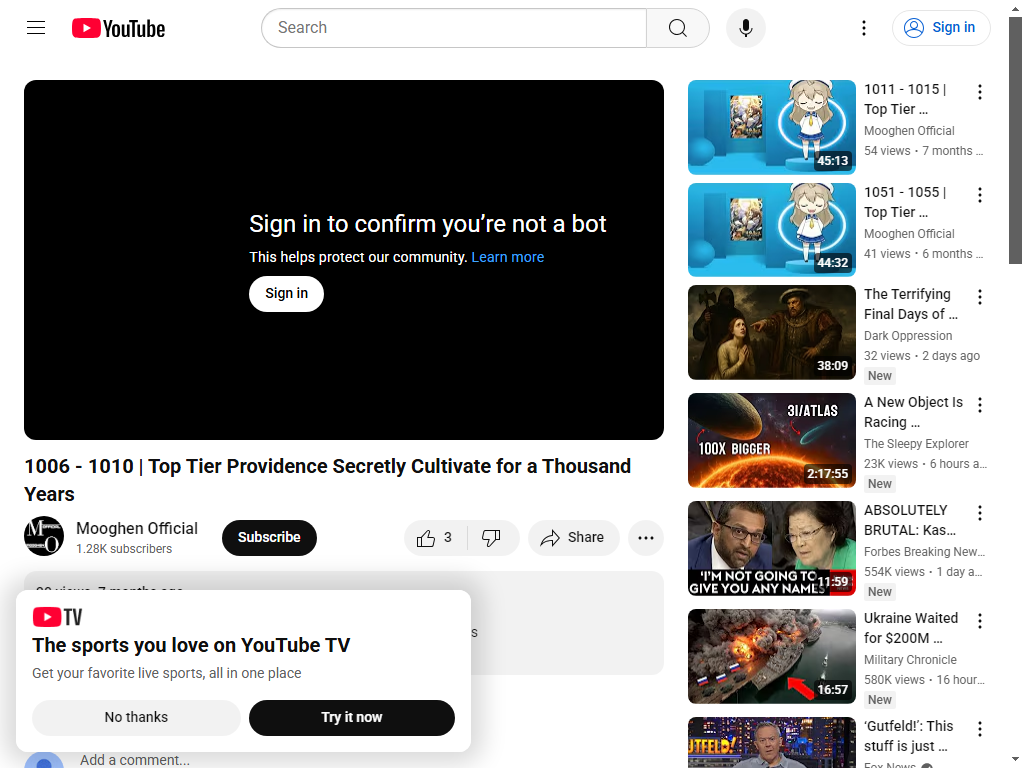 YouTube
Search
Sign in
Sign in to confirm you’re not a bot
This helps protect our community. Learn more
Sign in
1006 - 1010 | Top Tier Providence Secretly Cultivate for a Thousand
Years
Mooghen Official
1.28K subscribers
Subscribe
3
Share
TV
The sports you love on YouTube TV
Get your favorite live sports, all in one place
No thanks
Try it now
Add a comment...
45:13
1011 - 1015 |
Top Tier …
Mooghen Official
54 views • 7 months …
44:32
1051 - 1055 |
Top Tier …
Mooghen Official
41 views • 6 months …
38:09
The Terrifying
Final Days of …
Dark Oppression
32 views • 2 days ago
New
3I/ATLAS
100X BIGGER
2:17:55
A New Object Is
Racing …
The Sleepy Explorer
23K views • 6 hours a…
New
'I'M NOT GOING TO
GIVE YOU ANY NAMES
11:59
ABSOLUTELY
BRUTAL: Kas…
Forbes Breaking New…
554K views • 1 day a…
New
16:57
Ukraine Waited
for $200M …
Military Chronicle
580K views • 16 hour…
New
‘Gutfeld!’: This
stuff is just …
Fox News